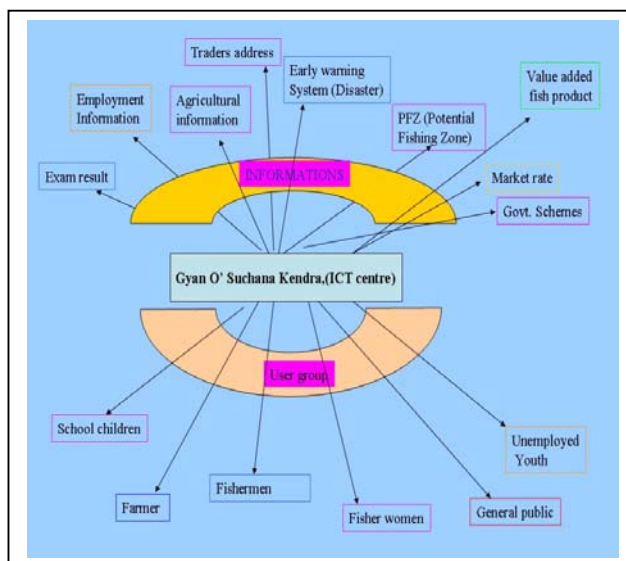 Traders address
Early warning
System (Disaster)
Value added
fish product
Employment
Information
Agricultural
information
PFZ (Potential
Fishing Zone)
Exam result
INFORMATIONS
Market rate
Govt. Schemes
Gyan O' Suchana Kendra,(ICT centre)
User group
School children
Unemployed
Youth
Fishermen
Farmer
Fisher women
General public